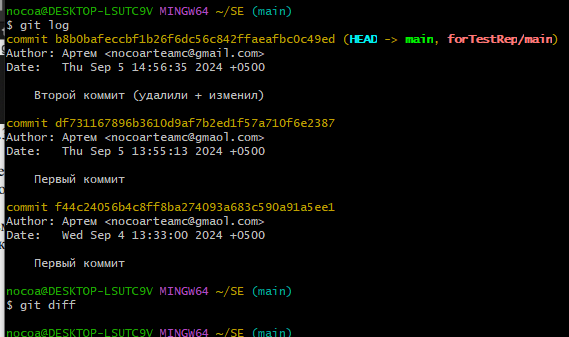 nocoa@DESKTOP-LSUTC9V MINGW64 ~/SE (main)
$ git log
commit b8b0bafeccbf1b26f6dc56c842ffaeafbc0c49ed (HEAD -> main, forTestRep/main)
Author: Артем <nocoarteamc@gmaol.com>
Date:   Thu Sep 5 14:56:35 2024 +0500
Второй коммит (удалили + изменил)
commit df731167896b3610d9af7b2ed1f57a710f6e2387
Author: Артем <nocoarteamc@gmaol.com>
Date:   Thu Sep 5 13:55:13 2024 +0500
Первый коммит
commit f44c24056b4c8ff8ba274093a683c590a91a5ee1
Author: Артем <nocoarteamc@gmaol.com>
Date:   Wed Sep 4 13:33:00 2024 +0500
Первый коммит
nocoa@DESKTOP-LSUTC9V MINGW64 ~/SE (main)
$ git diff
nocoa@DESKTOP-LSUTC9V MINGW64 ~/SE (main)